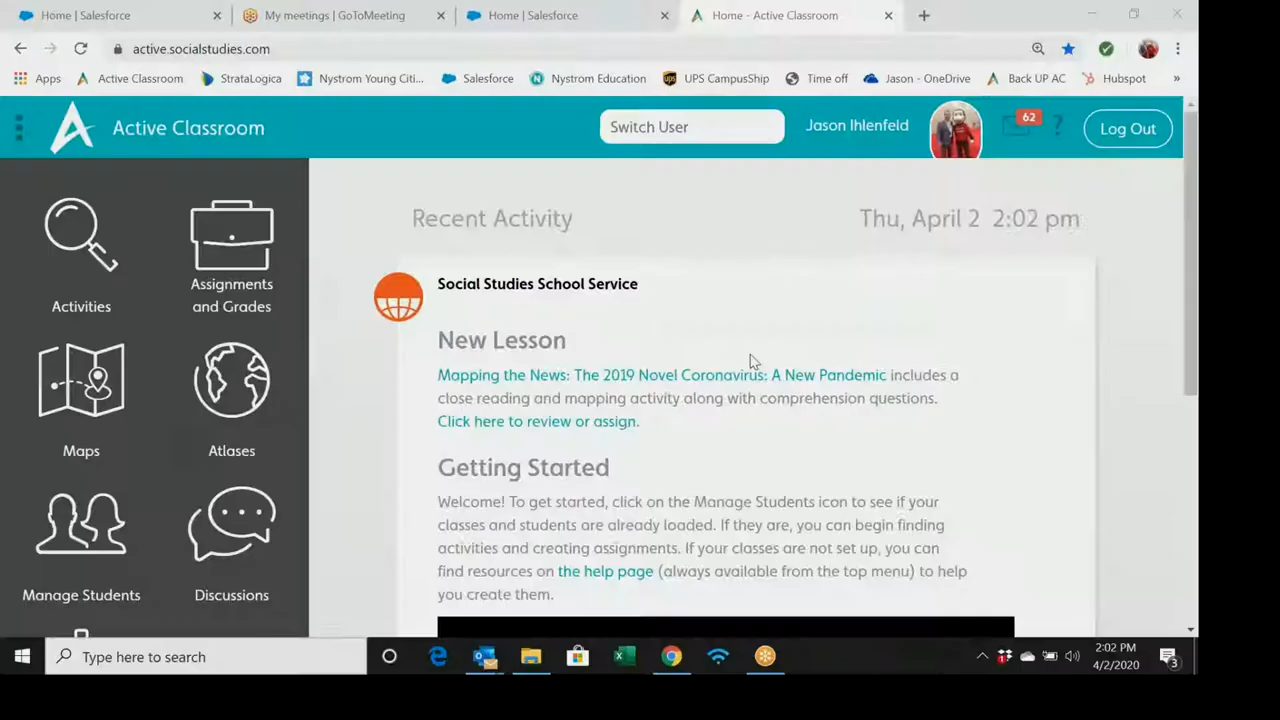 Home | Salesforce
My meetings | GoToMeeting
Home | Salesforce
Home - Active Classroom
active.socialstudies.com
Apps Active Classroom StrataLogica Nystrom Young Citi... Salesforce Nystrom Education UPS CampusShip Time off Jason - OneDrive Back UP AC Hubspot »
Active Classroom
Switch User
Jason Ihlenfeld
62
?
Log Out
Recent Activity
Thu, April 2 2:02 pm
Activities
Assignments
and Grades
Maps
Atlases
Manage Students
Discussions
Social Studies School Service
New Lesson
Mapping the News: The 2019 Novel Coronavirus: A New Pandemic includes a
close reading and mapping activity along with comprehension questions.
Click here to review or assign.
Getting Started
Welcome! To get started, click on the Manage Students icon to see if your
classes and students are already loaded. If they are, you can begin finding
activities and creating assignments. If your classes are not set up, you can
find resources on the help page (always available from the top menu) to help
you create them.
Type here to search
2:02 PM
4/2/2020
3